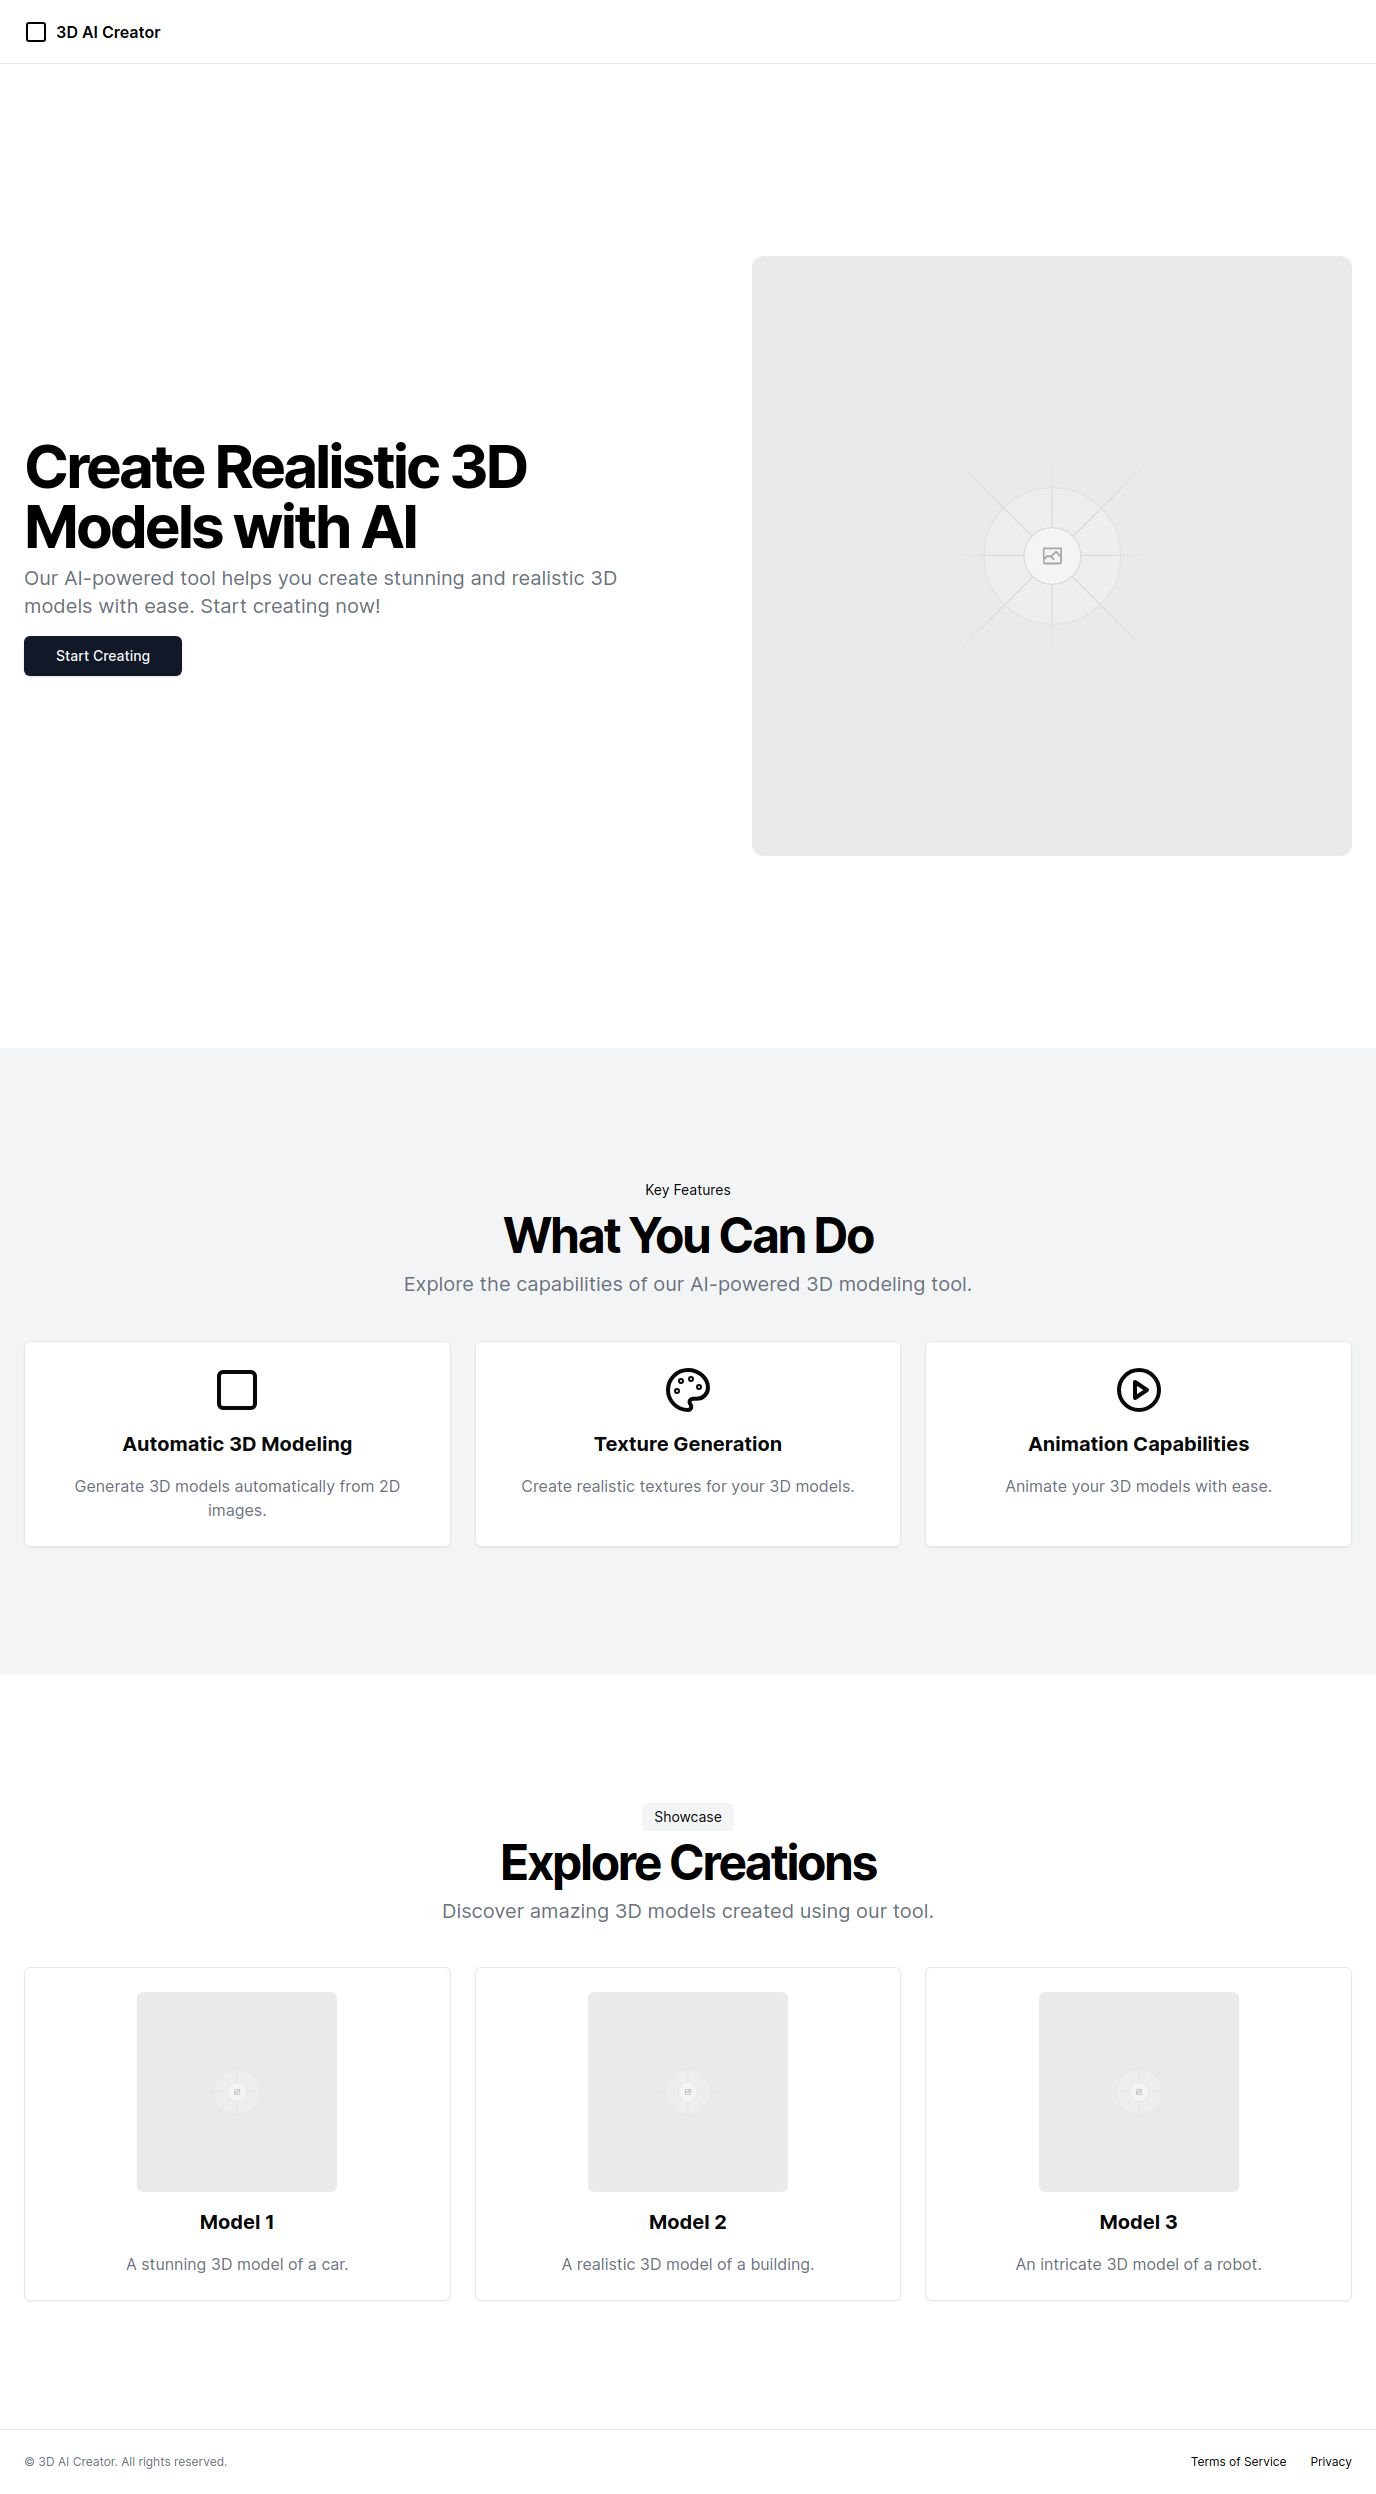 3D AI Creator
Create Realistic 3D
Models with AI
Our AI-powered tool helps you create stunning and realistic 3D
models with ease. Start creating now!
Start Creating
Key Features
What You Can Do
Explore the capabilities of our AI-powered 3D modeling tool.
Automatic 3D Modeling
Generate 3D models automatically from 2D
images.
Texture Generation
Create realistic textures for your 3D models.
Animation Capabilities
Animate your 3D models with ease.
Showcase
Explore Creations
Discover amazing 3D models created using our tool.
Model 1
A stunning 3D model of a car.
Model 2
A realistic 3D model of a building.
Model 3
An intricate 3D model of a robot.
© 3D AI Creator. All rights reserved.
Terms of Service
Privacy